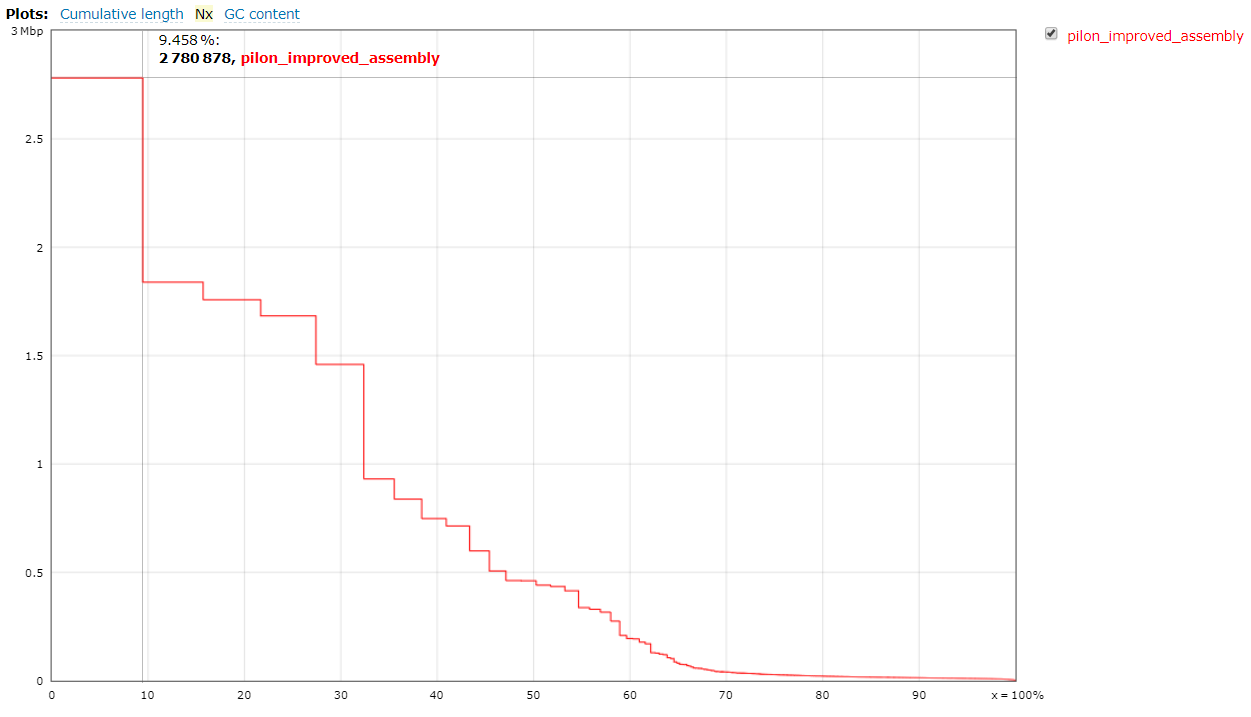 Plots: Cumulative length Nx GC content
3 Mbp
9.458 %:
2 780 878, pilon_improved_assembly
pilon_improved_assembly
2.5
2
1.5
1
0.5
0
0 10 20 30 40 50 60 70 80 90 x = 100%